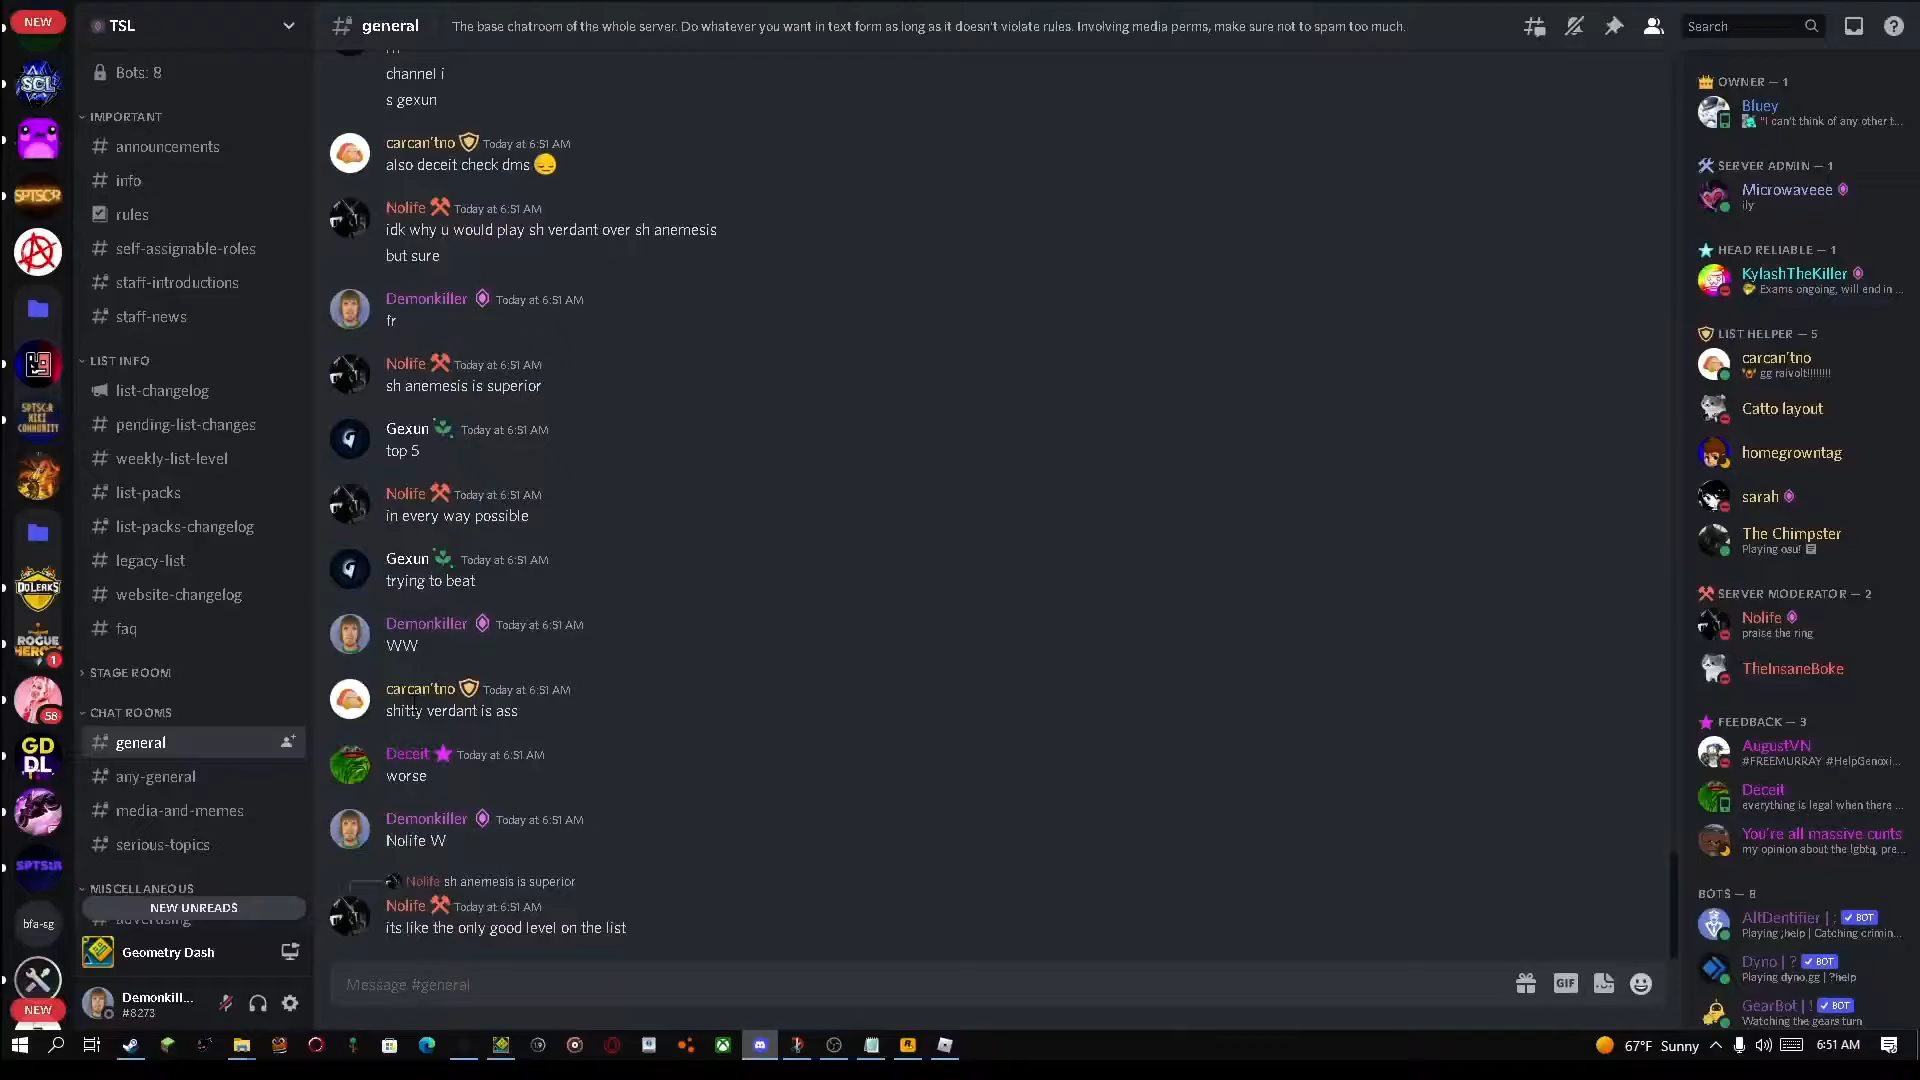 NEW
SCL
SPTSCR
SPTSCR
WIKI
COMMUNITY
DOLEAKS
ROGUE
HEROES
1
58
GD
DL
bfa-sg
NEW
TSL
Bots: 8
IMPORTANT
announcements
info
rules
self-assignable-roles
staff-introductions
staff-news
LIST INFO
list-changelog
pending-list-changes
weekly-list-level
list-packs
list-packs-changelog
legacy-list
website-changelog
faq
STAGE ROOM
CHAT ROOMS
general
any-general
media-and-memes
serious-topics
MISCELLANEOUS
NEW UNREADS
advertising
Geometry Dash
Demonkill...
#8273
general
The base chatroom of the whole server. Do whatever you want in text form as long as it doesn't violate rules. Involving media perms, make sure not to spam too much.
Search
channel i
s gexun
carcan'tno Today at 6:51 AM
also deceit check dms
Nolife Today at 6:51 AM
idk why u would play sh verdant over sh anemesis
but sure
Demonkiller Today at 6:51 AM
fr
Nolife Today at 6:51 AM
sh anemesis is superior
Gexun Today at 6:51 AM
top 5
Nolife Today at 6:51 AM
in every way possible
Gexun Today at 6:51 AM
trying to beat
Demonkiller Today at 6:51 AM
WW
carcan'tno Today at 6:51 AM
shitty verdant is ass
Deceit Today at 6:51 AM
worse
Demonkiller Today at 6:51 AM
Nolife W
Nolife sh anemesis is superior
Nolife Today at 6:51 AM
its like the only good level on the list
Message #general
GIF
OWNER — 1
Bluey
"I can't think of any other t...
SERVER ADMIN — 1
Microwaveee
ily
HEAD RELIABLE — 1
KylashTheKiller
Exams ongoing, will end in ...
LIST HELPER — 5
carcan'tno
gg raivolt!!!!!!!!
Catto layout
homegrowntag
sarah
The Chimpster
Playing osu!
SERVER MODERATOR — 2
Nolife
praise the ring
TheInsaneBoke
FEEDBACK — 3
AugustVN
#FREEMURRAY #HelpGenoxi...
Deceit
everything is legal when there ...
You're all massive cunts
my opinion about the lgbtq, pre...
BOTS — 8
AltDentifier | ; BOT
Playing ;help | Catching crimin...
Dyno | ? BOT
Playing dyno.gg | ?help
GearBot | ! BOT
Watching the gears turn
67°F Sunny
6:51 AM